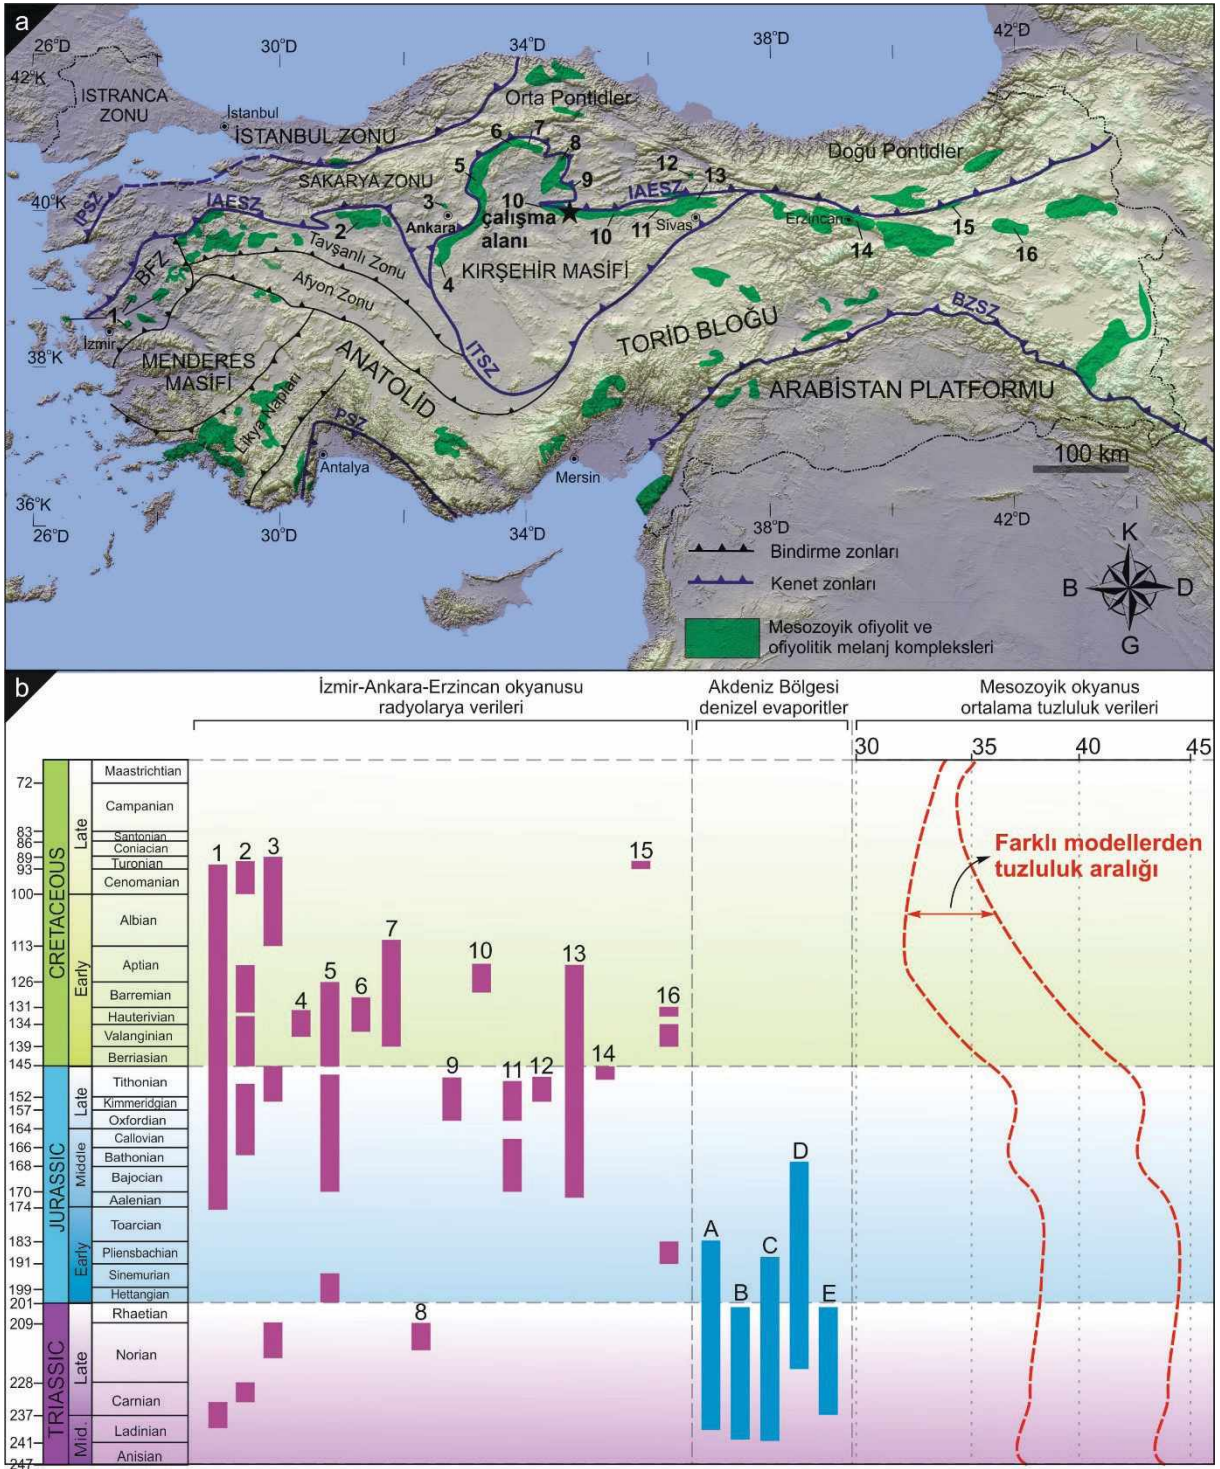 a
26°D
30°D
34°D
38°D
42°D
42°K
ISTRANCA
ZONU
İstanbul
İSTANBUL ZONU
Orta Pontidler
Doğu Pontidler
SAKARYA ZONU
IPSZ
IAESZ
IAESZ
6
7
8
5
9
12
13
3
10
40°K
Ankara
çalışma
alanı
2
10
11
Sivas
Erzincan
14
15
16
Tavşanlı Zonu
KIRŞEHİR MASİFİ
4
BFZ
Afyon Zonu
1
İzmir
38°K
MENDERES
MASİFİ
ANATOLİD
ITSZ
TORİD BLOĞU
BZSZ
ARABİSTAN PLATFORMU
Likya Napları
PSZ
Antalya
Mersin
100 km
36°K
26°D
30°D
34°D
38°D
42°D
Bindirme zonları
Kenet zonları
Mesozoyik ofiyolit ve
ofiyolitik melanj kompleksleri
K
B
D
G
b
İzmir-Ankara-Erzincan okyanusu
radyolarya verileri
Akdeniz Bölgesi
denizel evaporitler
Mesozoyik okyanus
ortalama tuzluluk verileri
30 35 40 45
CRETACEOUS
Late
Early
JURASSIC
Late
Middle
Early
TRIASSIC
Late
Mid.
Maastrichtian
72
Campanian
83
Santonian
86
Coniacian
89
Turonian
93
Cenomanian
100
Albian
113
Aptian
126
Barremian
131
Hauterivian
134
Valanginian
139
Berriasian
145
Tithonian
152
Kimmeridgian
157
Oxfordian
164
Callovian
166
Bathonian
168
Bajocian
170
Aalenian
174
Toarcian
183
Pliensbachian
191
Sinemurian
199
Hettangian
201
Rhaetian
209
Norian
228
Carnian
237
Ladinian
241
Anisian
247
1
2
3
15
7
10
13
5
6
4
16
9
11
12
14
8
A
B
C
D
E
Farklı modellerden
tuzluluk aralığı